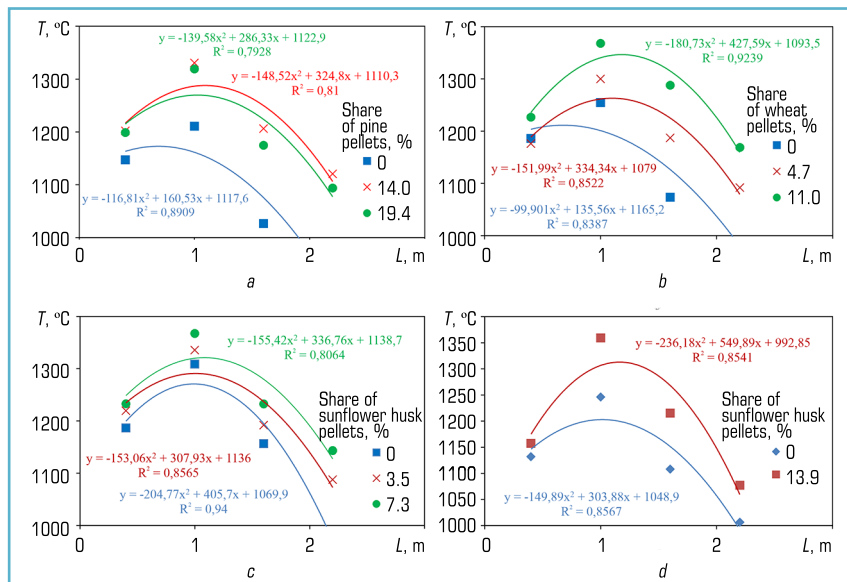 T, ºC
y = -139,58x² + 286,33x + 1122,9
R² = 0,7928
y = -148,52x² + 324,8x + 1110,3
R² = 0,81
1300
1200
1100
1000
Share
of pine
pellets, %
0
14.0
19.4
y = -116,81x² + 160,53x + 1117,6
R² = 0,8909
0
1
2
L, m
a
T, ºC
y = -180,73x² + 427,59x + 1093,5
R² = 0,9239
1300
1200
1100
1000
Share
of wheat
pellets, %
0
4.7
11.0
y = -151,99x² + 334,34x + 1079
R² = 0,8522
y = -99,901x² + 135,56x + 1165,2
R² = 0,8387
0
1
2
L, m
b
T, ºC
y = -155,42x² + 336,76x + 1138,7
R² = 0,8064
1300
1200
1100
1000
Share of
sunflower husk
pellets, %
0
3.5
7.3
y = -153,06x² + 307,93x + 1136
R² = 0,8565
y = -204,77x² + 405,7x + 1069,9
R² = 0,94
0
1
2
L, m
c
T, ºC
1350
1300
1250
1200
1150
1100
1050
1000
y = -236,18x² + 549,89x + 992,85
R² = 0,8541
Share of
sunflower husk
pellets, %
0
13.9
y = -149,89x² + 303,88x + 1048,9
R² = 0,8567
0
1
2
L, m
d